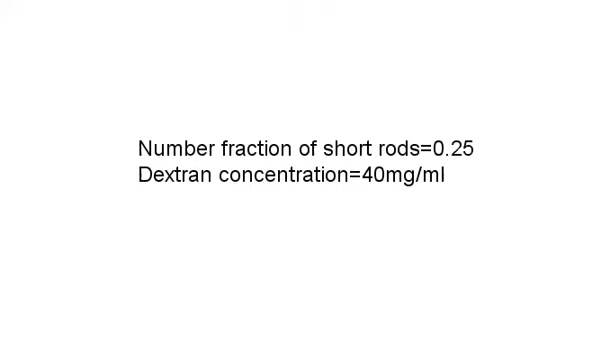 Number fraction of short rods=0.25
Dextran concentration=40mg/ml